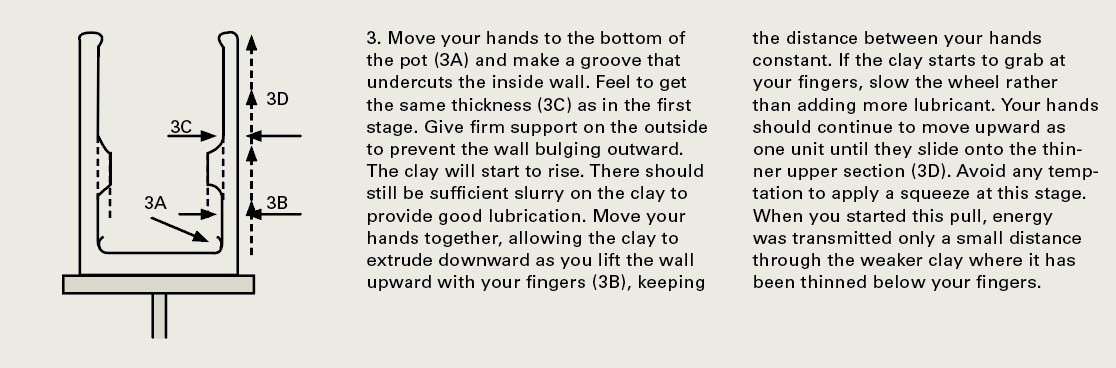 3D
3C
3A
3B
3. Move your hands to the bottom of
the pot (3A) and make a groove that
undercuts the inside wall. Feel to get
the same thickness (3C) as in the first
stage. Give firm support on the outside
to prevent the wall bulging outward.
The clay will start to rise. There should
still be sufficient slurry on the clay to
provide good lubrication. Move your
hands together, allowing the clay to
extrude downward as you lift the wall
upward with your fingers (3B), keeping
the distance between your hands
constant. If the clay starts to grab at
your fingers, slow the wheel rather
than adding more lubricant. Your hands
should continue to move upward as
one unit until they slide onto the thin-
ner upper section (3D). Avoid any temp-
tation to apply a squeeze at this stage.
When you started this pull, energy
was transmitted only a small distance
through the weaker clay where it has
been thinned below your fingers.